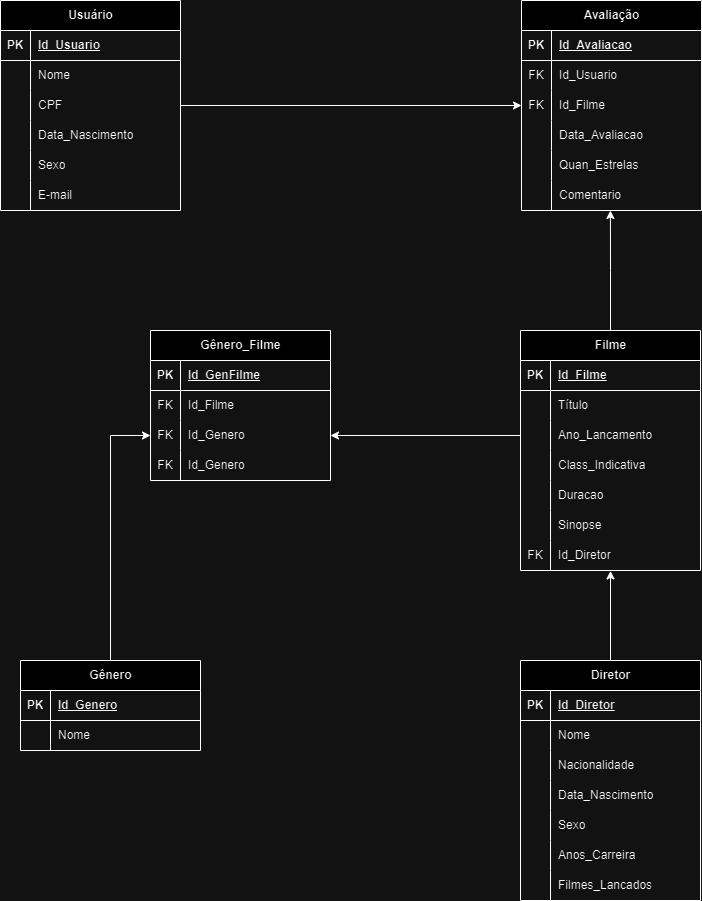 Usuário
PK Id_Usuario
Nome
CPF
Data_Nascimento
Sexo
E-mail
Avaliação
PK Id_Avaliacao
FK Id_Usuario
FK Id_Filme
Data_Avaliacao
Quan_Estrelas
Comentario
Gênero_Filme
PK Id_GenFilme
FK Id_Filme
FK Id_Genero
FK Id_Genero
Filme
PK Id_Filme
Título
Ano_Lancamento
Class_Indicativa
Duracao
Sinopse
FK Id_Diretor
Gênero
PK Id_Genero
Nome
Diretor
PK Id_Diretor
Nome
Nacionalidade
Data_Nascimento
Sexo
Anos_Carreira
Filmes_Lancados